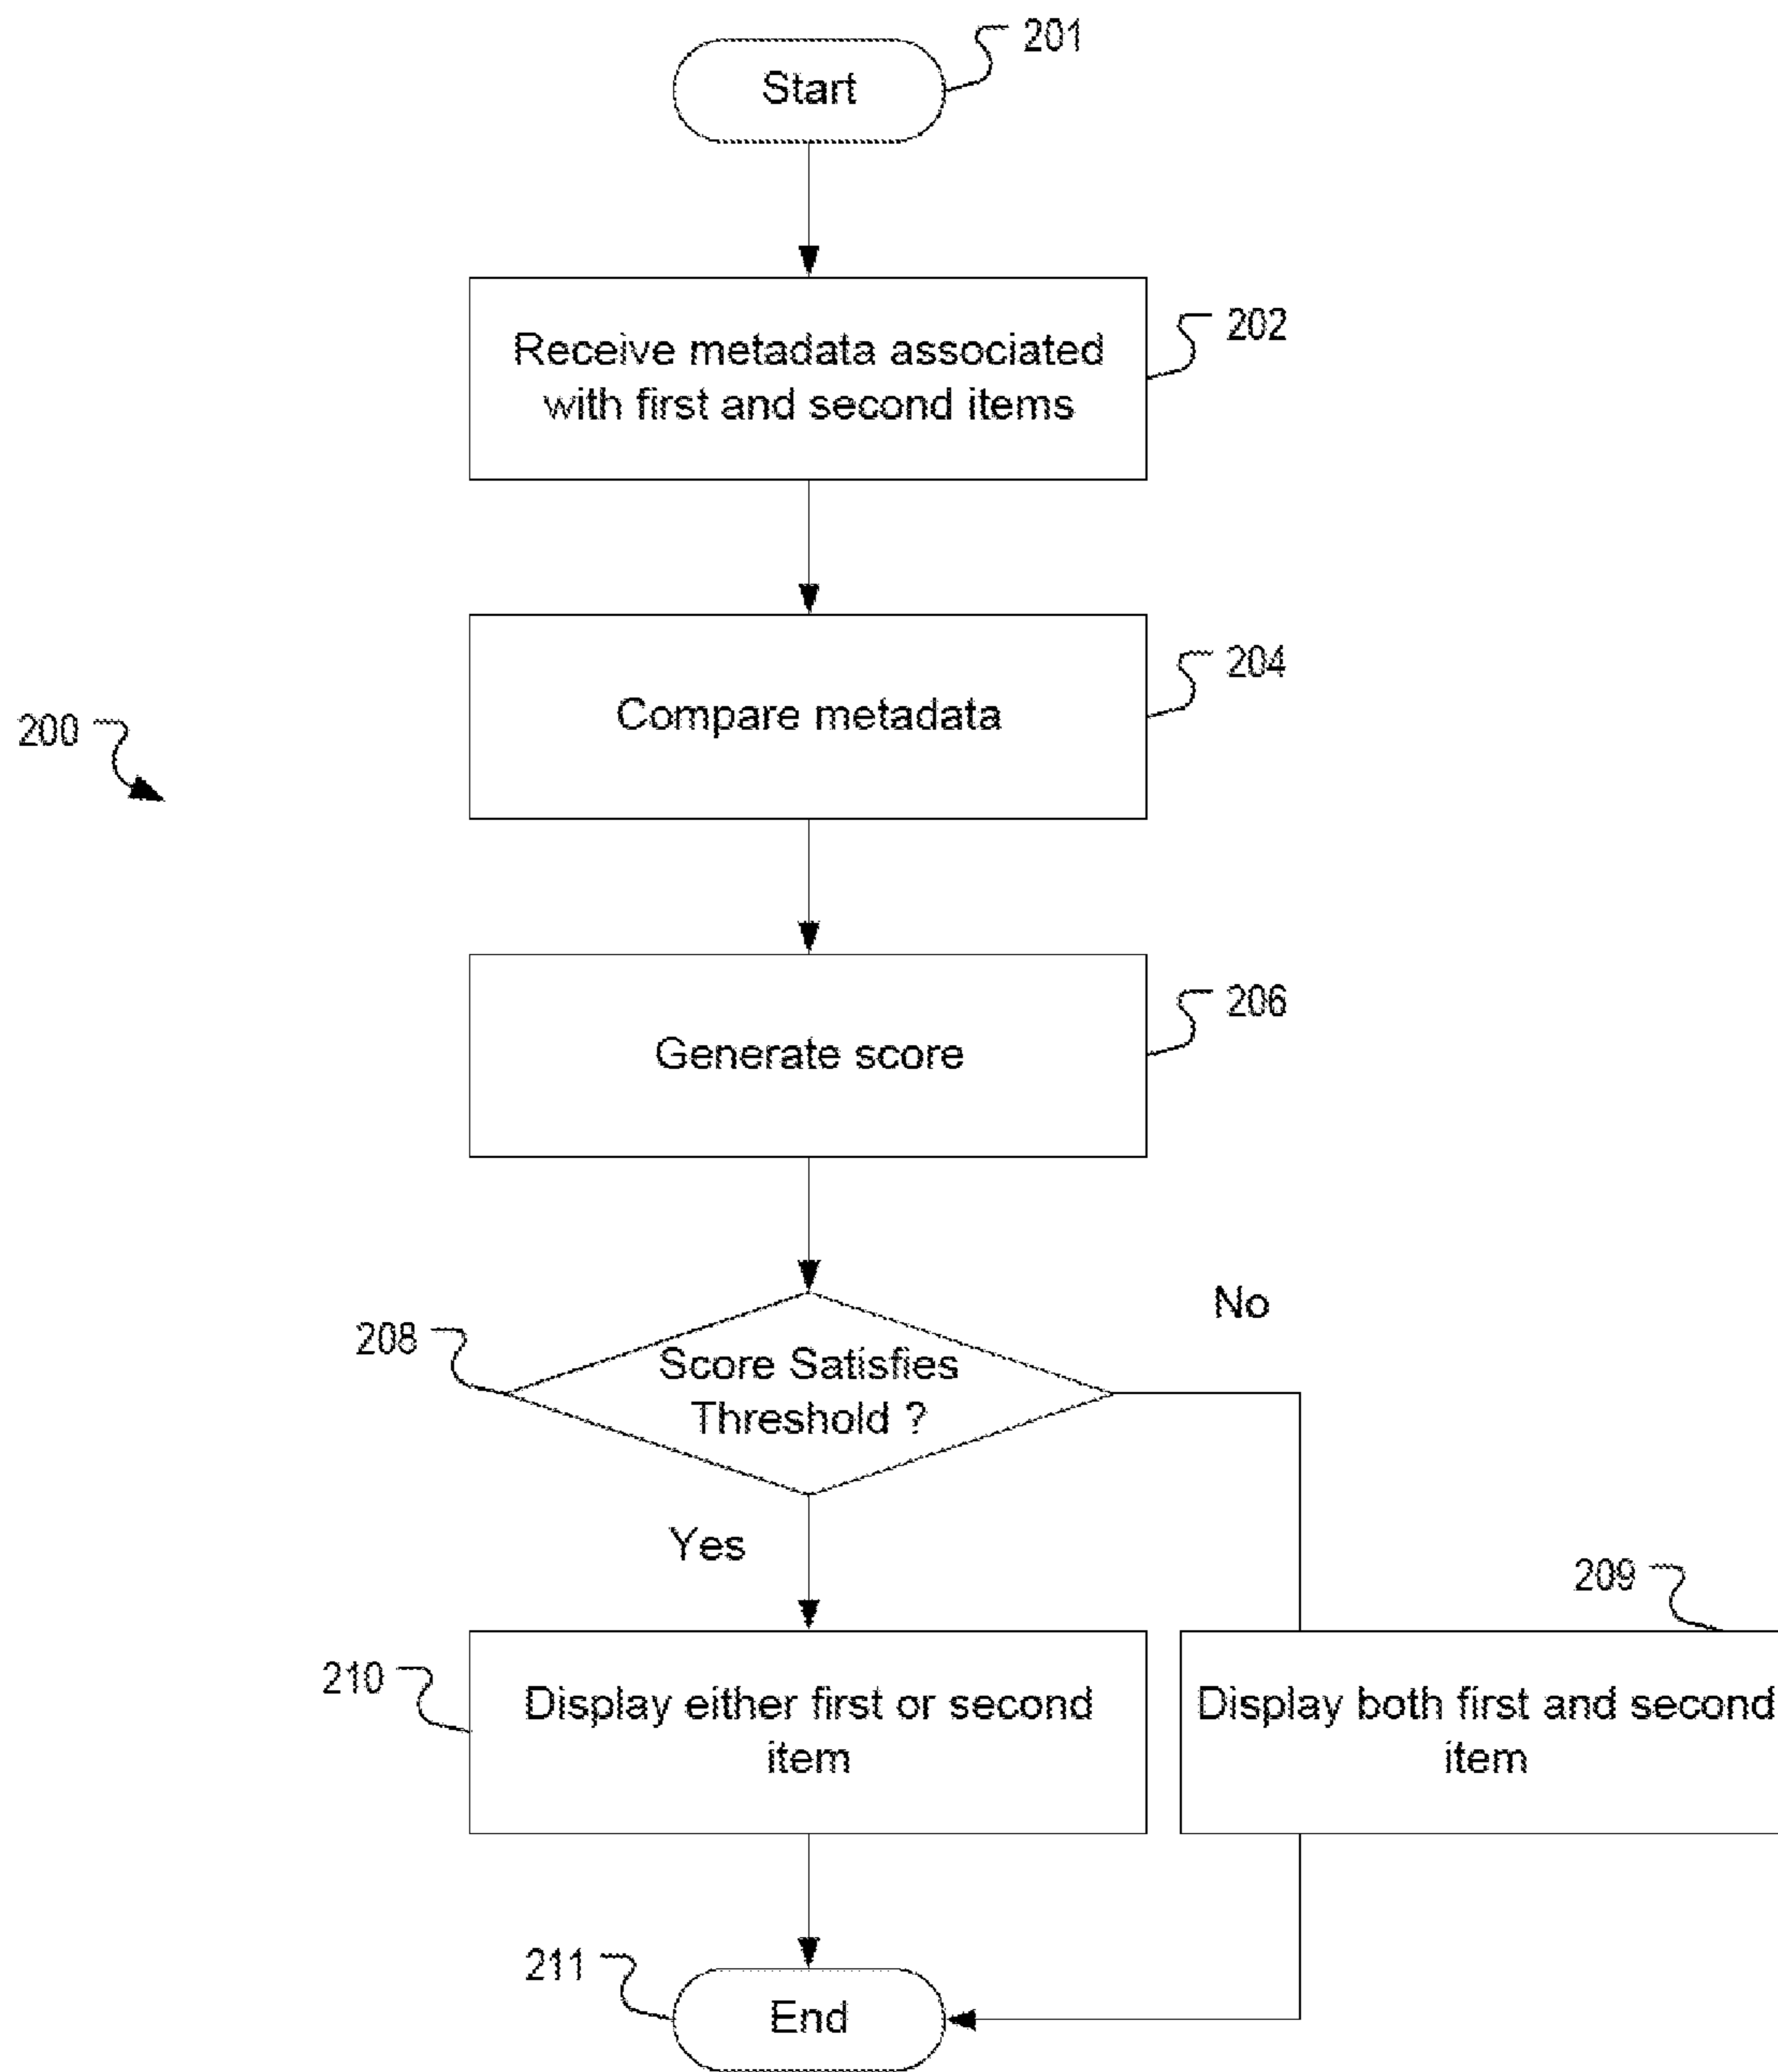 Start
201
Receive metadata associated
with first and second items
202
Compare metadata
204
200
Generate score
206
Score Satisfies
Threshold ?
208
No
Yes
209
Display either first or second
item
210
Display both first and second
item
End
211